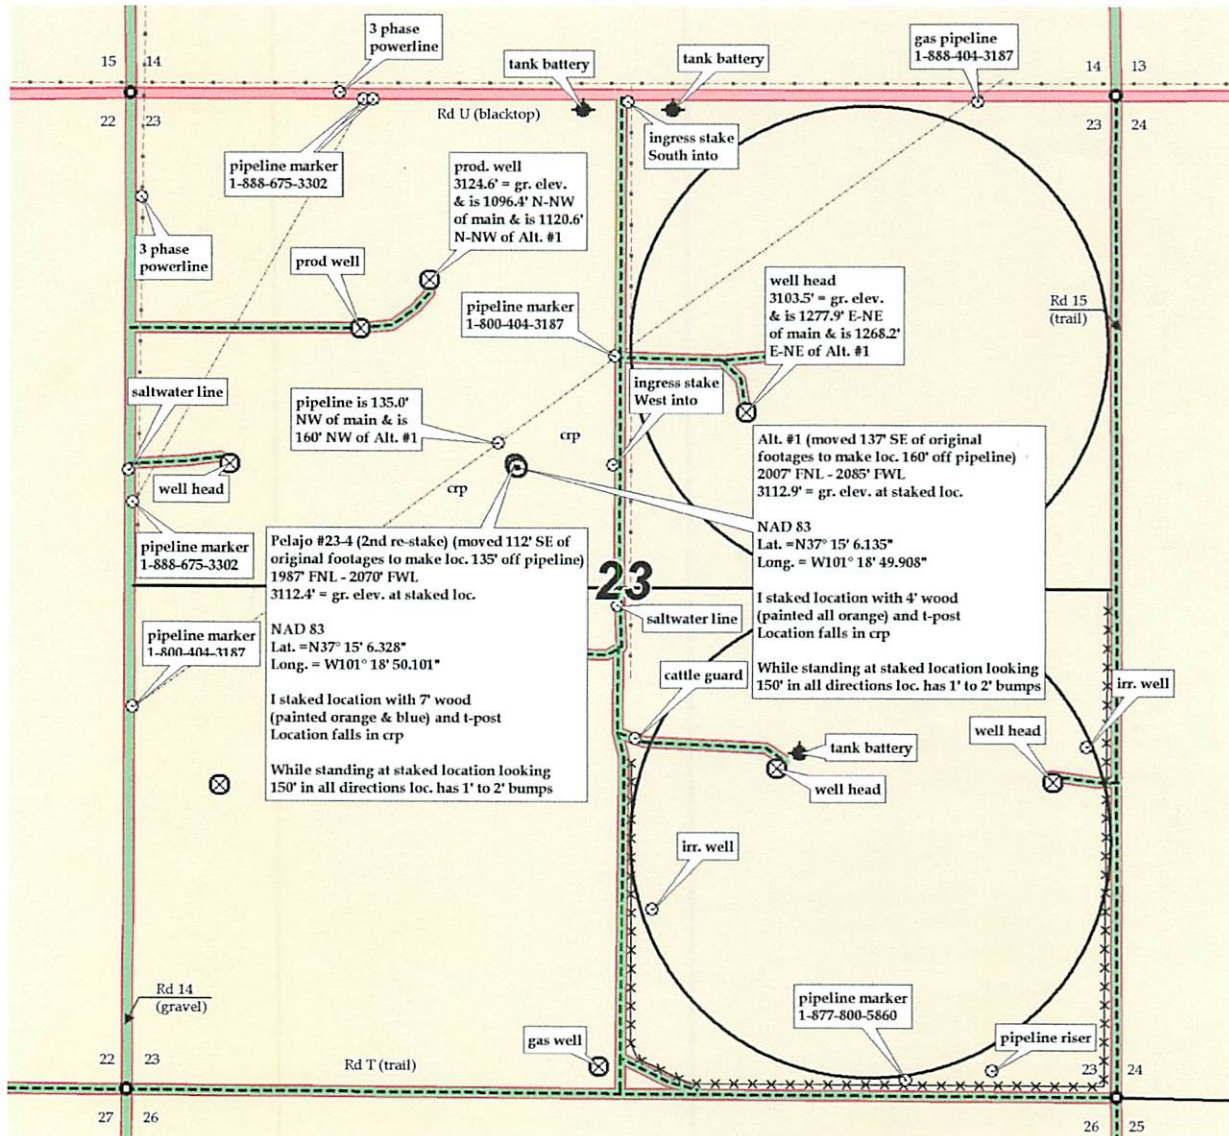 3 phase
powerline
gas pipeline
1-888-404-3187
tank battery
tank battery
15
14
14
13
22
23
23
24
Rd U (blacktop)
ingress stake
South into
pipeline marker
1-888-675-3302
prod. well
3124.6' = gr. elev.
& is 1096.4' N-NW
of main & is 1120.6'
N-NW of Alt. #1
3 phase
powerline
prod well
well head
3103.5' = gr. elev.
& is 1277.9' E-NE
of main & is 1268.2'
E-NE of Alt. #1
Rd 15
(trail)
pipeline marker
1-800-404-3187
saltwater line
pipeline is 135.0'
NW of main & is
160' NW of Alt. #1
ingress stake
West into
crp
crp
well head
Alt. #1 (moved 137' SE of original
footages to make loc. 160' off pipeline)
2007' FNL - 2085' FWL
3112.9' = gr. elev. at staked loc.
NAD 83
Lat. =N37° 15' 6.135"
Long. = W101° 18' 49.908"
I staked location with 4' wood
(painted all orange) and t-post
Location falls in crp
While standing at staked location looking
150' in all directions loc. has 1' to 2' bumps
pipeline marker
1-888-675-3302
Pelajo #23-4 (2nd re-stake) (moved 112' SE of
original footages to make loc. 135' off pipeline)
1987' FNL - 2070' FWL
3112.4' = gr. elev. at staked loc.
NAD 83
Lat. =N37° 15' 6.328"
Long. = W101° 18' 50.101"
I staked location with 7' wood
(painted orange & blue) and t-post
Location falls in crp
While standing at staked location looking
150' in all directions loc. has 1' to 2' bumps
23
saltwater line
pipeline marker
1-800-404-3187
cattle guard
irr. well
well head
tank battery
well head
irr. well
Rd 14
(gravel)
pipeline marker
1-877-800-5860
gas well
pipeline riser
Rd T (trail)
22
23
23
24
27
26
26
25